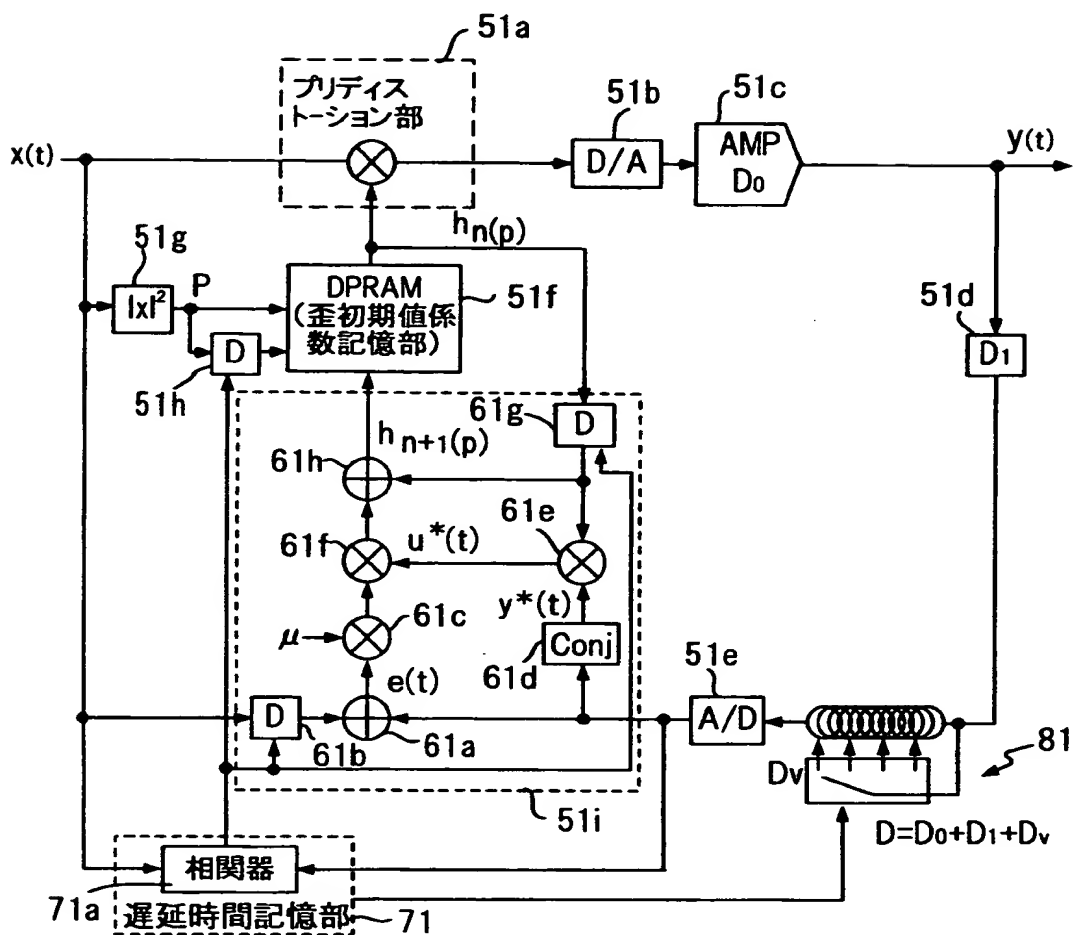 51a
プリディス
トーション部
51b
51c
x(t)
D/A
AMP
D0
y(t)
hn(p)
51g
|x|²
P
DPRAM
(歪初期値係
数記憶部)
51f
51d
D1
D
51h
61g
D
hn+1(p)
61h
61e
61f
u*(t)
y*(t)
μ
61c
Conj
61d
51e
e(t)
A/D
D
61b
61a
81
Dv
51i
D=D0+D1+Dv
相関器
71a
遅延時間記憶部
71